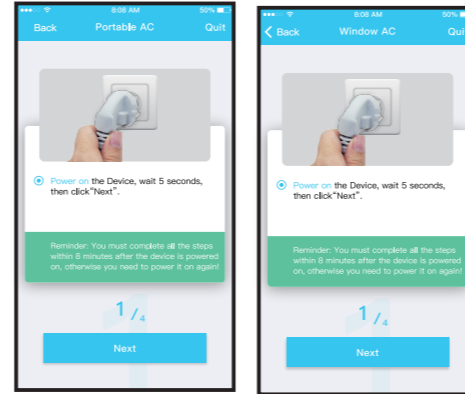 8:08 AM
50%
Back
Portable AC
Quit
Power on the Device, wait 5 seconds,
then click“Next”.
Reminder: You must complete all the steps
within 8 minutes after the device is powered
on, otherwise you need to power it on again!
1/4
Next
8:08 AM
50%
Back
Window AC
Qui
Power on the Device, wait 5 seconds,
then click“Next”.
Reminder: You must complete all the steps
within 8 minutes after the device is powered
on, otherwise you need to power it on again!
1/4
Next